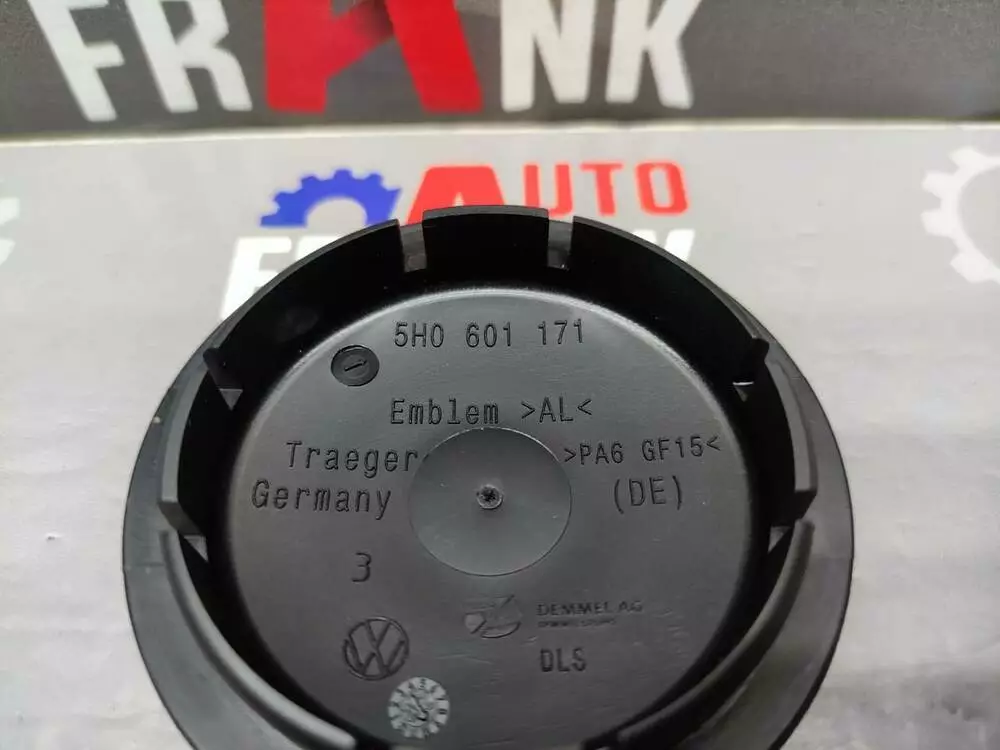 FRANK
AUTO
5H0 601 171
Emblem >AL<
Traeger >PA6 GF15<
Germany (DE)
3
DEMMEL AG
DLS